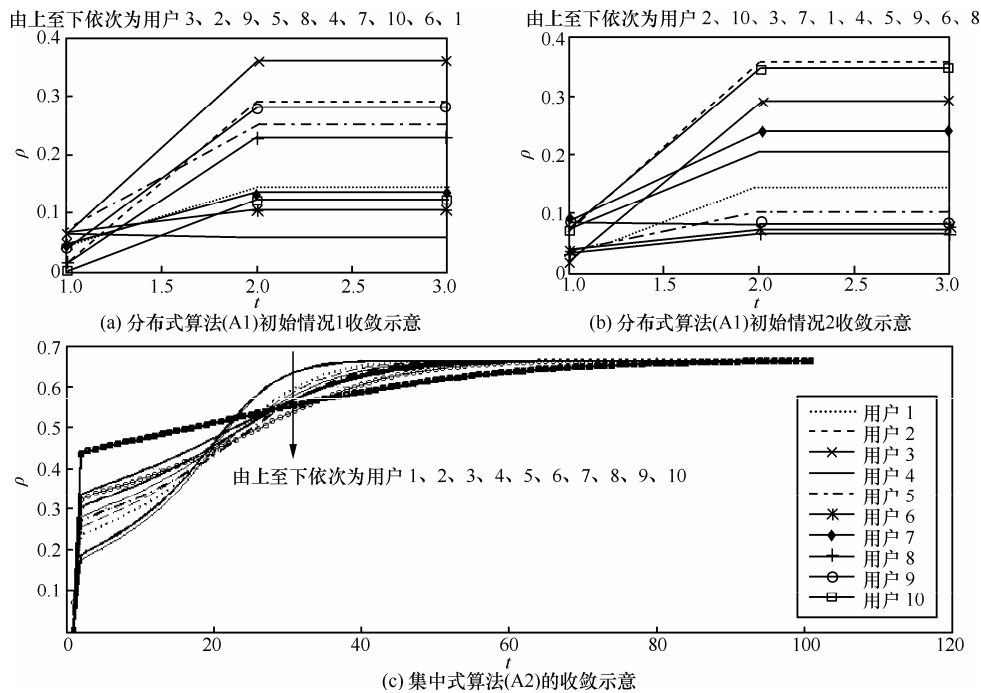 由上至下依次为用户 3、2、9、5、8、4、7、10、6、1
0.4
0.3
0.2
0.1
0
ρ
1.0
1.5
2.0
2.5
3.0
t
(a) 分布式算法(A1)初始情况1收敛示意
由上至下依次为用户 2、10、3、7、1、4、5、9、6、8
0.4
0.3
0.2
0.1
0
ρ
1.0
1.5
2.0
2.5
3.0
t
(b) 分布式算法(A1)初始情况2收敛示意
0.7
0.6
0.5
0.4
0.3
0.2
0.1
ρ
0
20
40
60
80
100
120
t
由上至下依次为用户 1、2、3、4、5、6、7、8、9、10
用户 1
用户 2
用户 3
用户 4
用户 5
用户 6
用户 7
用户 8
用户 9
用户 10
(c) 集中式算法(A2)的收敛示意